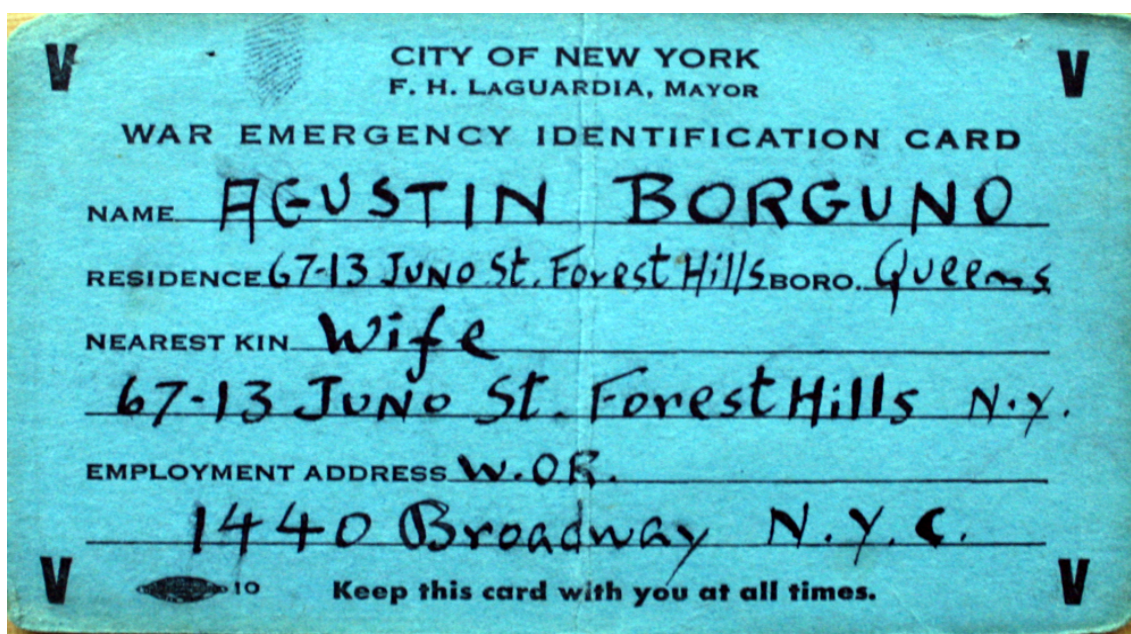 V V
CITY OF NEW YORK
F. H. LAGUARDIA, MAYOR
WAR EMERGENCY IDENTIFICATION CARD
NAME AGUSTIN BORGUNO
RESIDENCE 67-13 JUNO St. Forest Hills BORO. Queens
NEAREST KIN Wife
67-13 JUNO St. Forest Hills N.Y.
EMPLOYMENT ADDRESS W.OR.
1440 Broadway N.Y.C.
V V
10 Keep this card with you at all times.